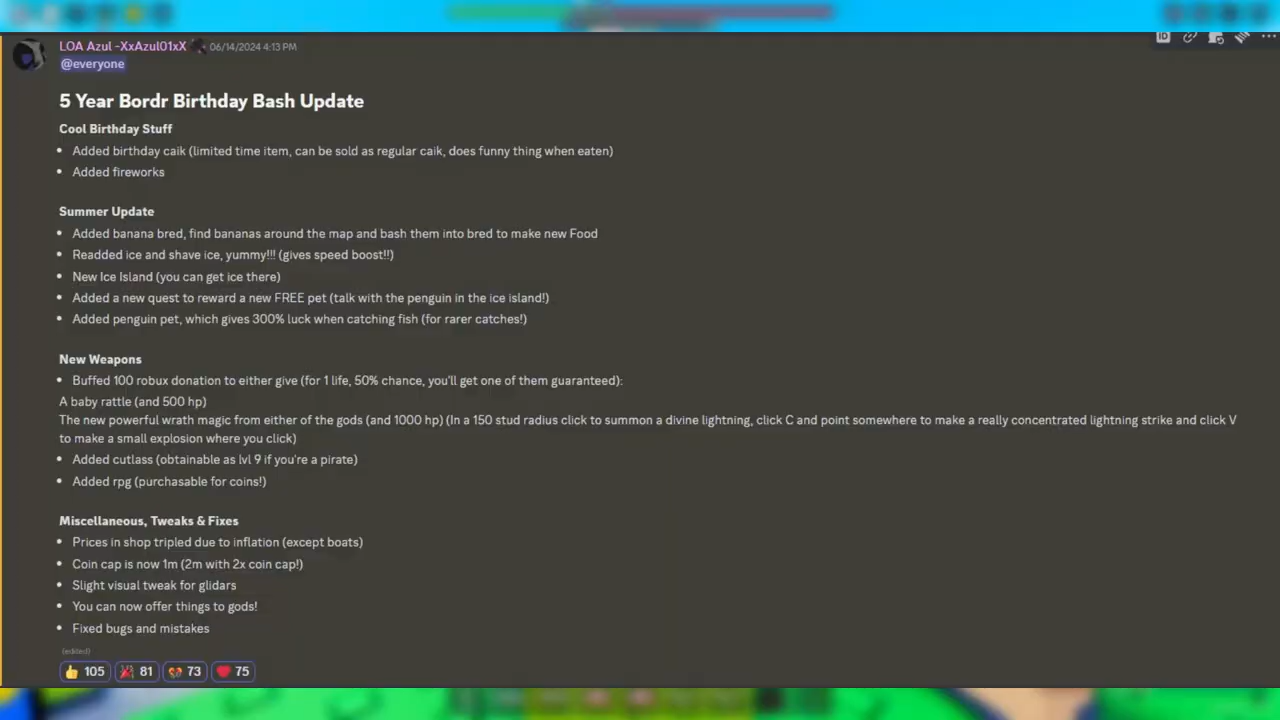 LOA Azul -XxAzul01xX 06/14/2024 4:13 PM
@everyone
5 Year Bordr Birthday Bash Update
Cool Birthday Stuff
• Added birthday caik (limited time item, can be sold as regular caik, does funny thing when eaten)
• Added fireworks
Summer Update
• Added banana bred, find bananas around the map and bash them into bred to make new Food
• Readded ice and shave ice, yummy!!! (gives speed boost!!)
• New Ice Island (you can get ice there)
• Added a new quest to reward a new FREE pet (talk with the penguin in the ice island!)
• Added penguin pet, which gives 300% luck when catching fish (for rarer catches!)
New Weapons
• Buffed 100 robux donation to either give (for 1 life, 50% chance, you'll get one of them guaranteed):
A baby rattle (and 500 hp)
The new powerful wrath magic from either of the gods (and 1000 hp) (In a 150 stud radius click to summon a divine lightning, click C and point somewhere to make a really concentrated lightning strike and click V
to make a small explosion where you click)
• Added cutlass (obtainable as lvl 9 if you're a pirate)
• Added rpg (purchasable for coins!)
Miscellaneous, Tweaks & Fixes
• Prices in shop tripled due to inflation (except boats)
• Coin cap is now 1m (2m with 2x coin cap!)
• Slight visual tweak for glidars
• You can now offer things to gods!
• Fixed bugs and mistakes
(edited)
105 81 73 75